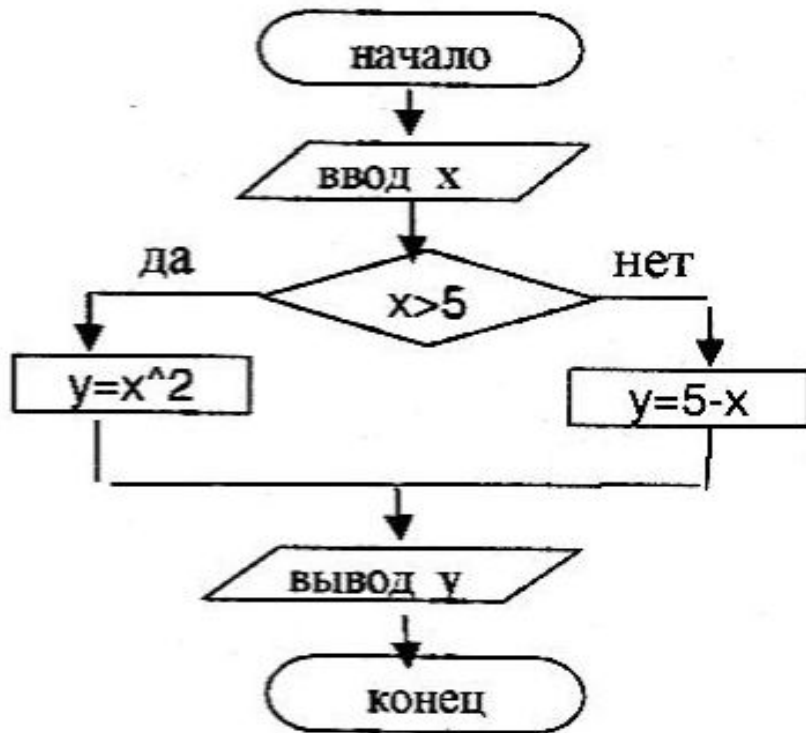 начало
ввод x
да
нет
x>5
y=x^2
y=5-x
вывод y
конец